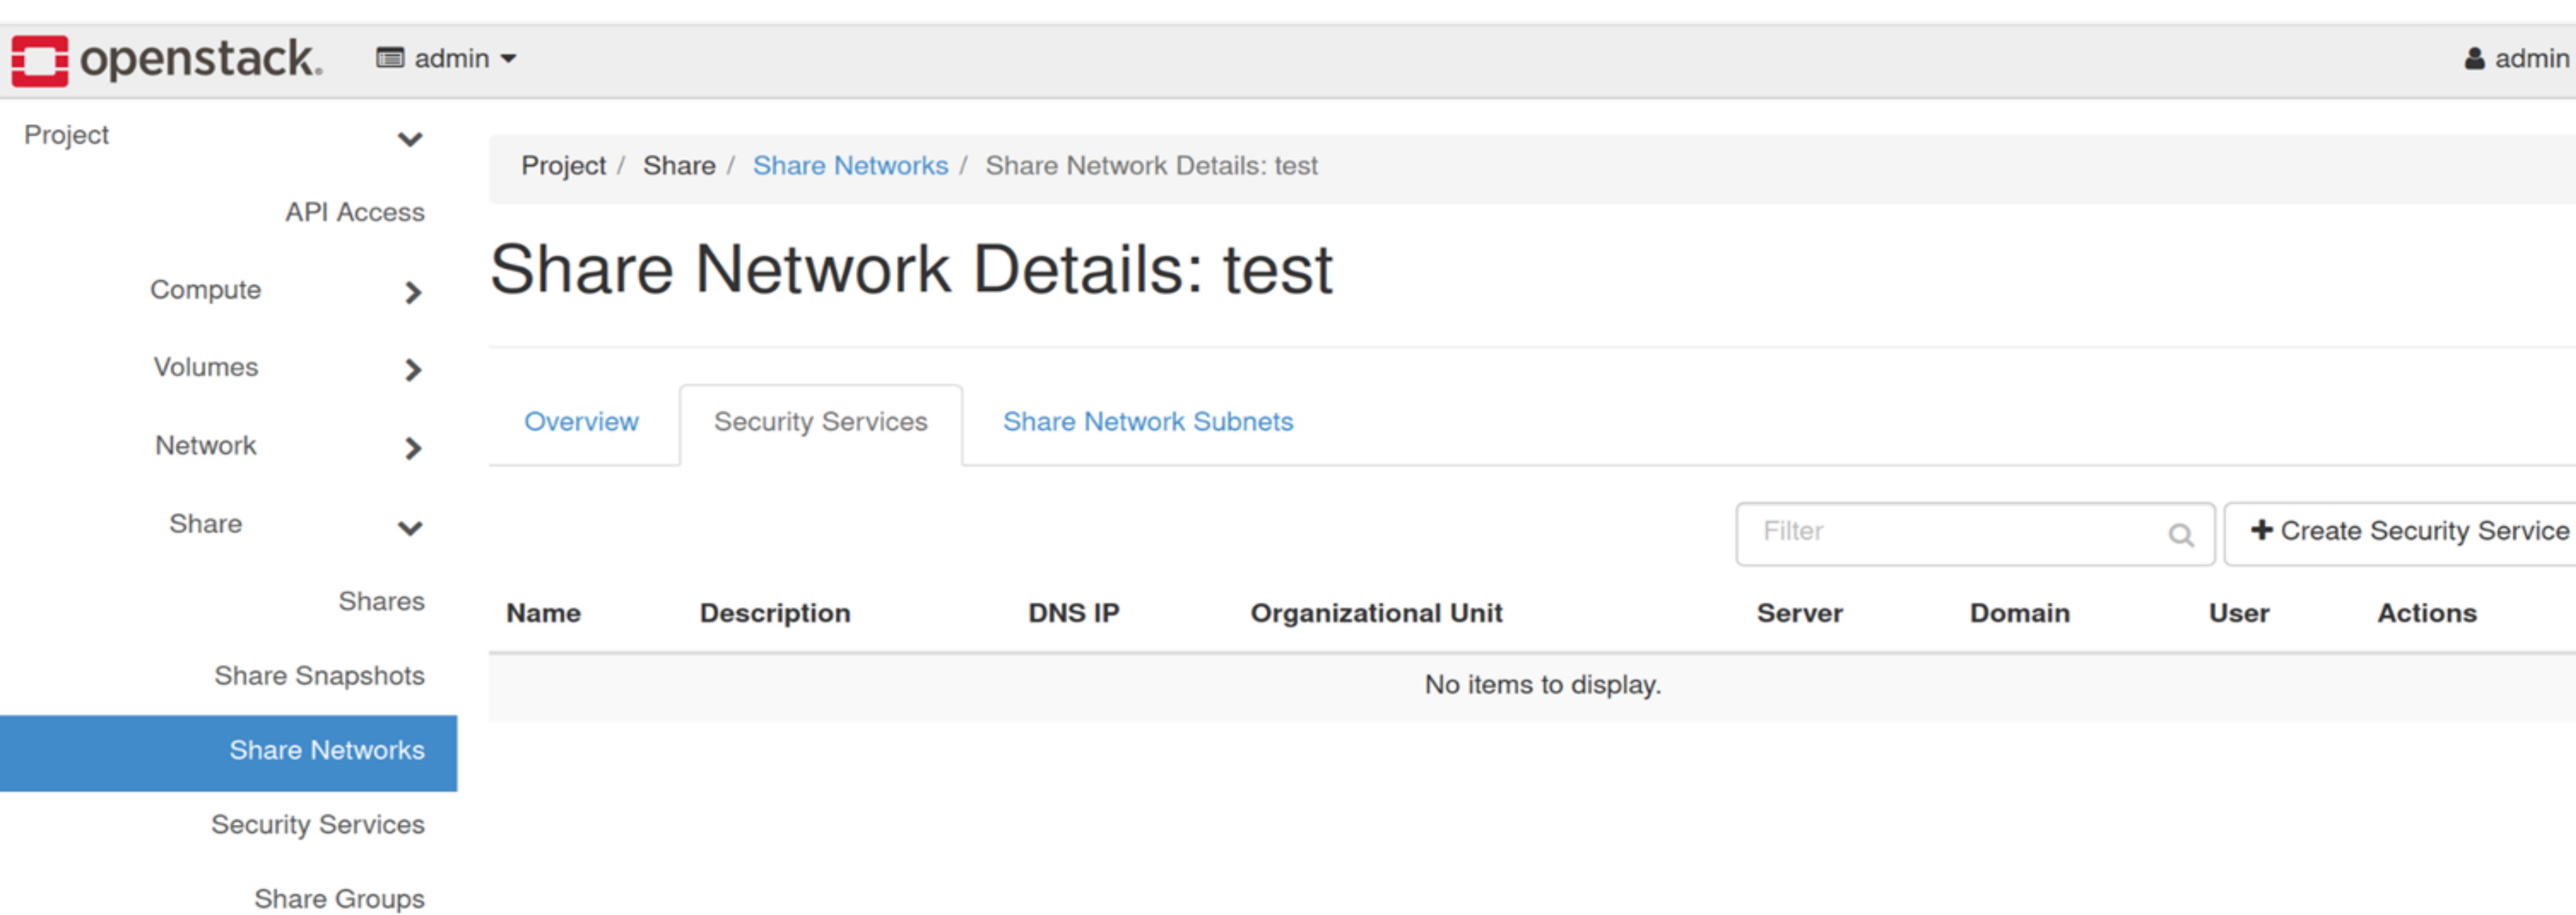 openstack. admin admin
Project
Project / Share / Share Networks / Share Network Details: test
API Access
Share Network Details: test
Compute
Volumes
Overview Security Services Share Network Subnets
Network
Share
Filter Create Security Service
Shares
Name Description DNS IP Organizational Unit Server Domain User Actions
Share Snapshots
No items to display.
Share Networks
Security Services
Share Groups